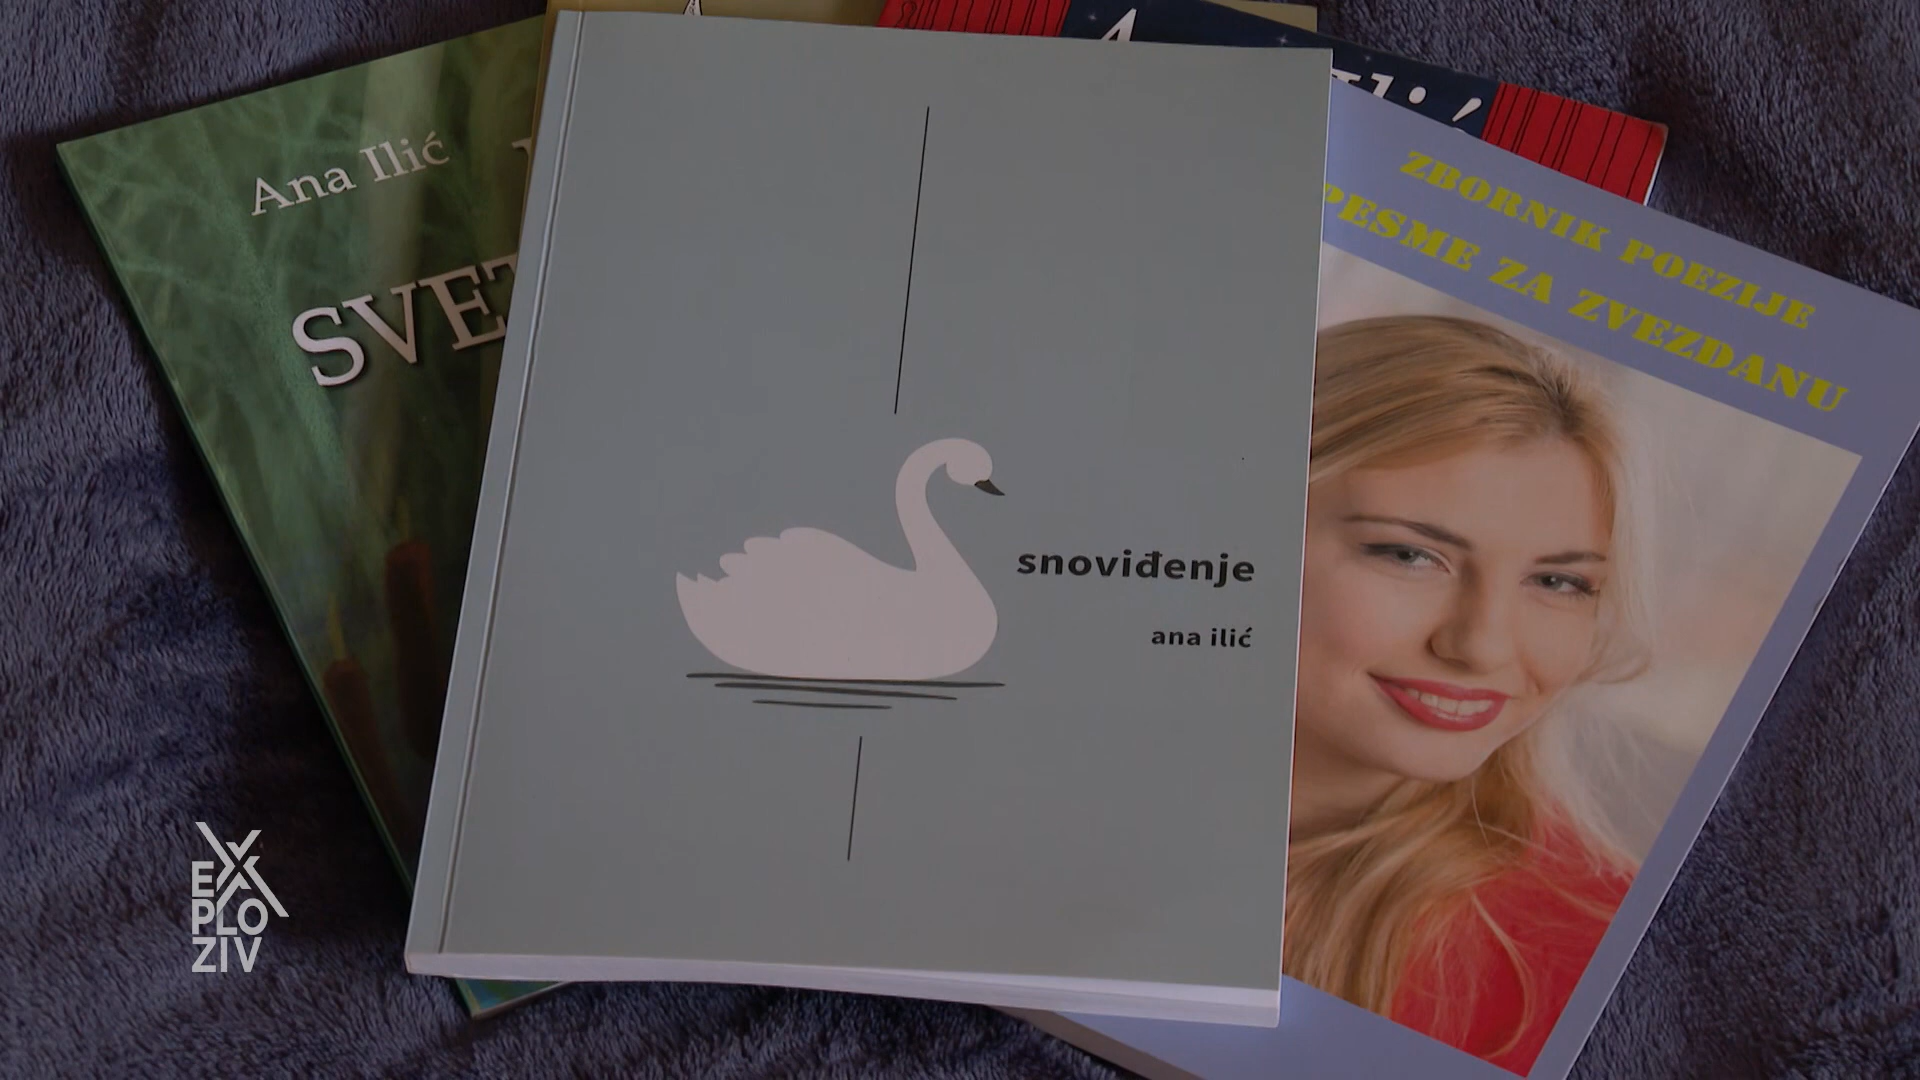 Ana Ilić
SVET
snoviđenje
ana ilić
ZBORNIK POEZIJE
PESME ZA ZVEZDANU
EX
PLO
ZIV